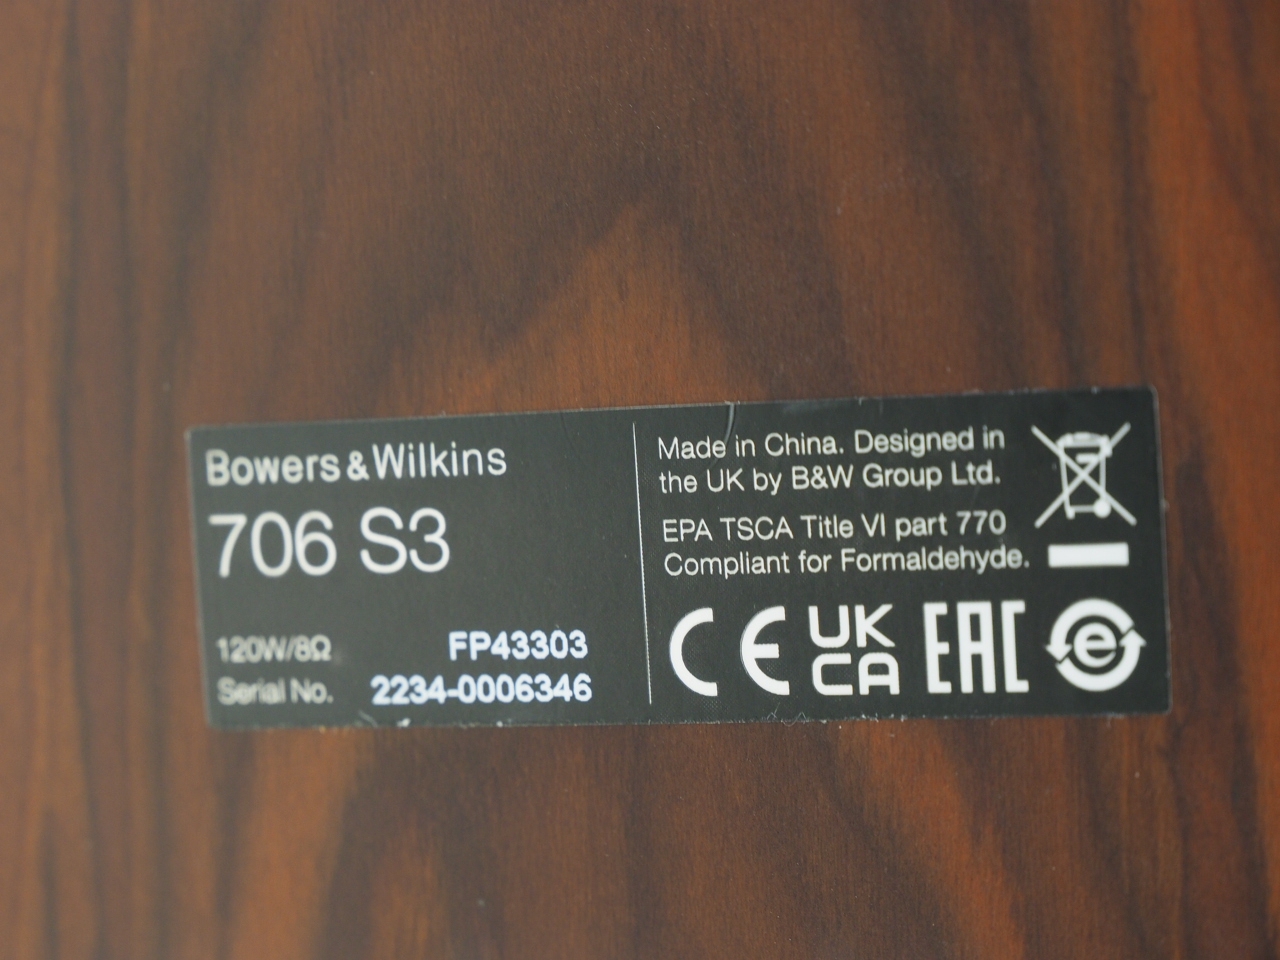 Bowers & Wilkins
706 S3
120W/8Ω FP43303
Serial No. 2234-0006346
Made in China. Designed in
the UK by B&W Group Ltd.
EPA TSCA Title VI part 770
Compliant for Formaldehyde.
CE UK
CA EAC e